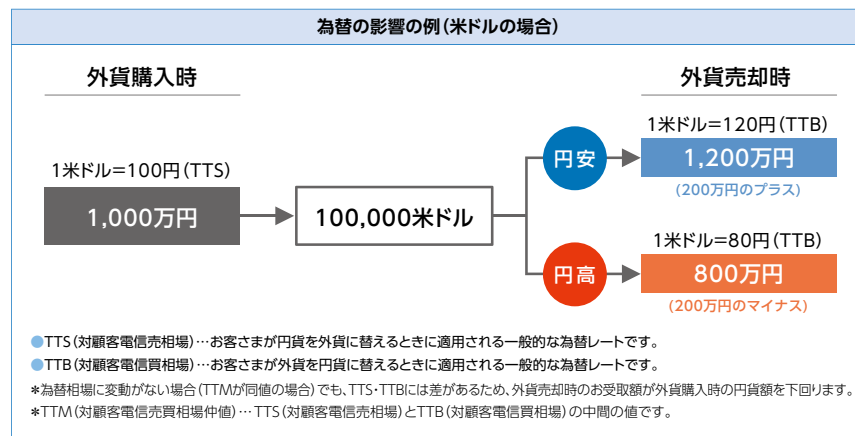 為替の影響の例(米ドルの場合)
外貨購入時
外貨売却時
1米ドル=100円(TTS)
1,000万円
100,000米ドル
円安
1米ドル=120円(TTB)
1,200万円
(200万円のプラス)
円高
1米ドル=80円(TTB)
800万円
(200万円のマイナス)
●TTS(対顧客電信売相場)…お客さまが円貨を外貨に替えるときに適用される一般的な為替レートです。
●TTB(対顧客電信買相場)…お客さまが外貨を円貨に替えるときに適用される一般的な為替レートです。
*為替相場に変動がない場合(TTMが同値の場合)でも、TTS・TTBには差があるため、外貨売却時のお受取額が外貨購入時の円貨額を下回ります。
*TTM(対顧客電信売買相場仲値)…TTS(対顧客電信売相場)とTTB(対顧客電信買相場)の中間の値です。